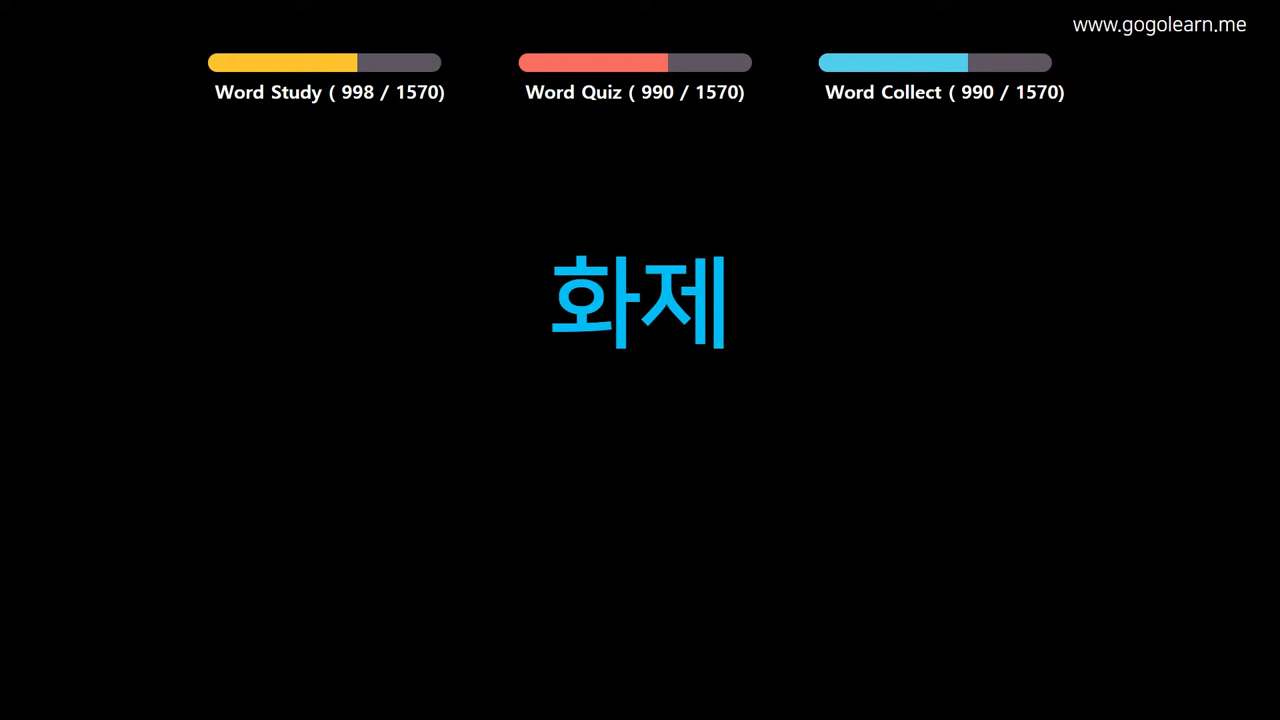 www.gogolearn.me
Word Study ( 998 / 1570)
Word Quiz ( 990 / 1570)
Word Collect ( 990 / 1570)
화제